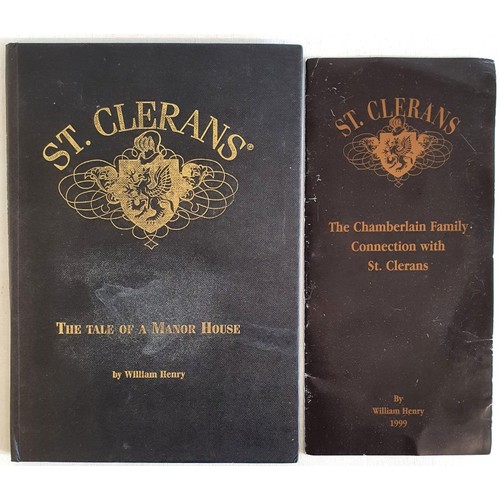 ST. CLERANS®
THE TALE OF A MANOR HOUSE
by William Henry
ST. CLERANS
The Chamberlain Family
Connection with
St. Clerans
By
William Henry
1999